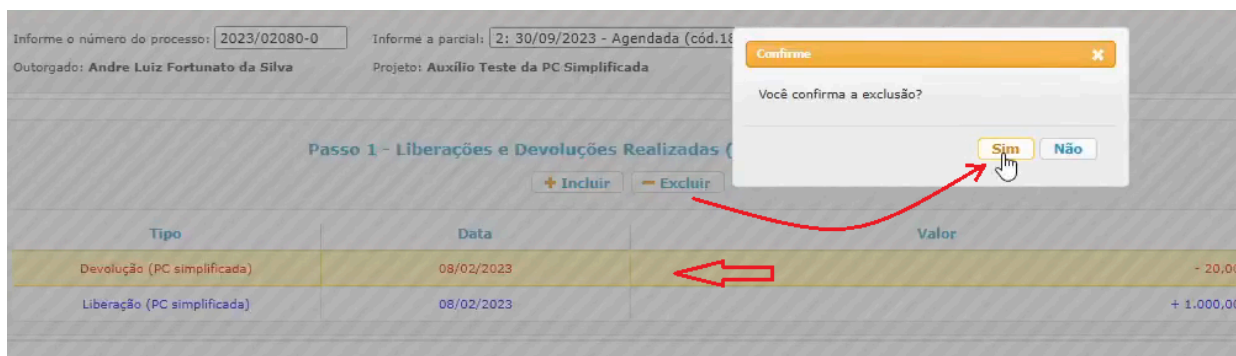 Informe o número do processo: 2023/02080-0 Informe a parcial: 2: 30/09/2023 - Agendada (cód.18
Outorgado: Andre Luiz Fortunato da Silva Projeto: Auxílio Teste da PC Simplificada
Confirme
Você confirma a exclusão?
Sim Não
Passo 1 - Liberações e Devoluções Realizadas (
Incluir Excluir
Tipo Data Valor
Devolução (PC simplificada) 08/02/2023 - 20,00
Liberação (PC simplificada) 08/02/2023 + 1.000,00